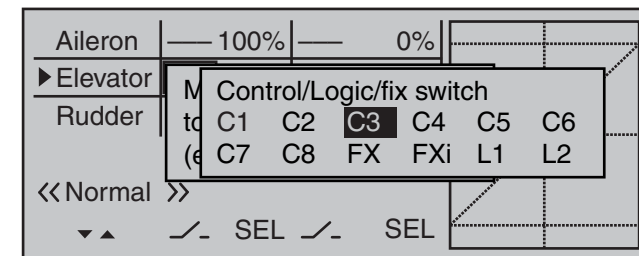 Aileron 100% 0%
▶Elevator M
Control/Logic/fix switch
Rudder to C1 C2 C3 C4 C5 C6
(e C7 C8 FX FXi L1 L2
«Normal »
▼▲ SEL SEL